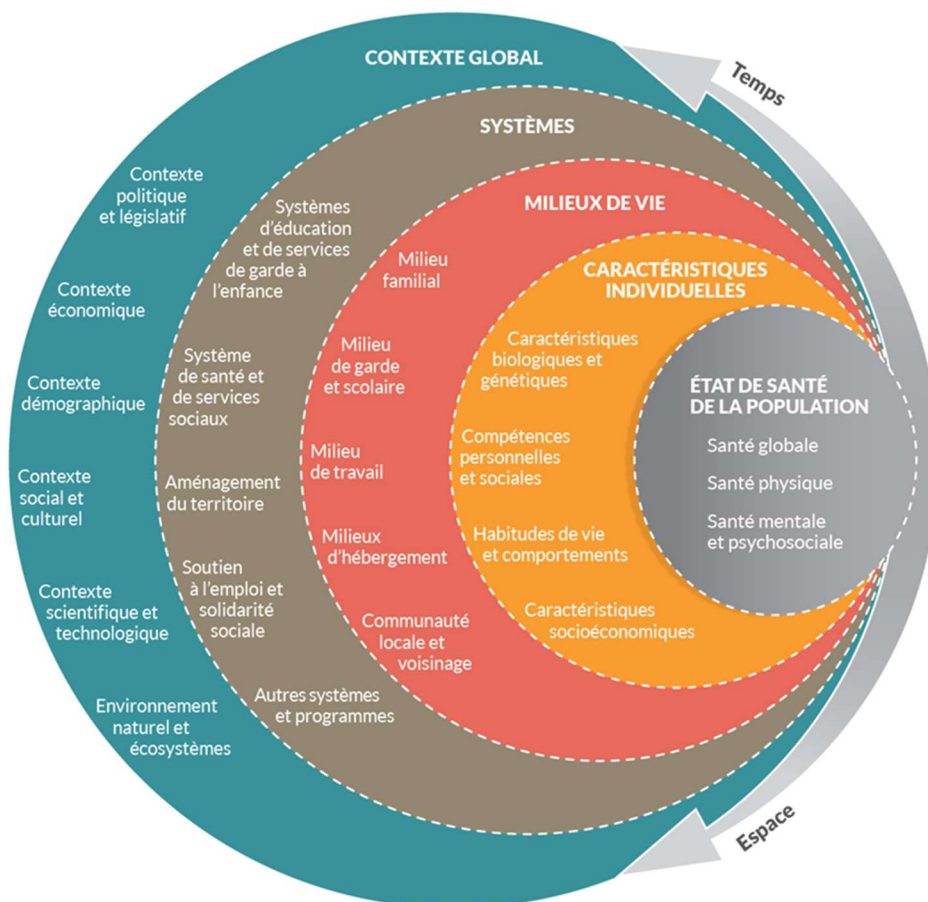 CONTEXTE GLOBAL
Contexte
politique
et législatif
Contexte
économique
Contexte
démographique
Contexte
social et
culturel
Contexte
scientifique et
technologique
Environnement
naturel et
écosystèmes
SYSTÈMES
Systèmes
d'éducation
et de services
de garde à
l'enfance
Système
de santé et
de services
sociaux
Aménagement
du territoire
Soutien
à l'emploi et
solidarité
sociale
Autres systèmes
et programmes
MILIEUX DE VIE
Milieu
familial
Milieu
de garde
et scolaire
Milieu
de travail
Milieux
d'hébergement
Communauté
locale et
voisinage
CARACTÉRISTIQUES
INDIVIDUELLES
Caractéristiques
biologiques et
génétiques
Compétences
personnelles
et sociales
Habitudes de vie
et comportements
Caractéristiques
socioéconomiques
ÉTAT DE SANTÉ
DE LA POPULATION
Santé globale
Santé physique
Santé mentale
et psychosociale
Temps
Espace